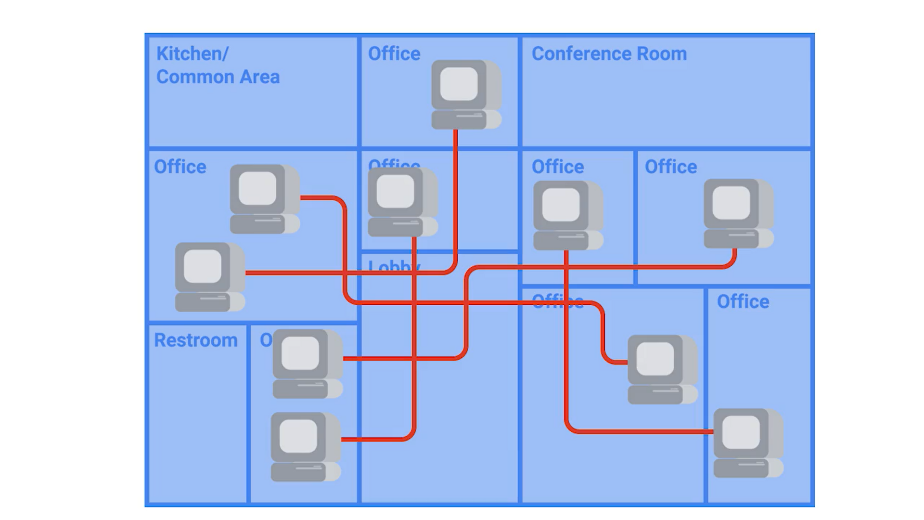 Kitchen/
Common Area
Office
Conference Room
Office
Office
Office
Office
Lobby
Office
Office
Restroom
O